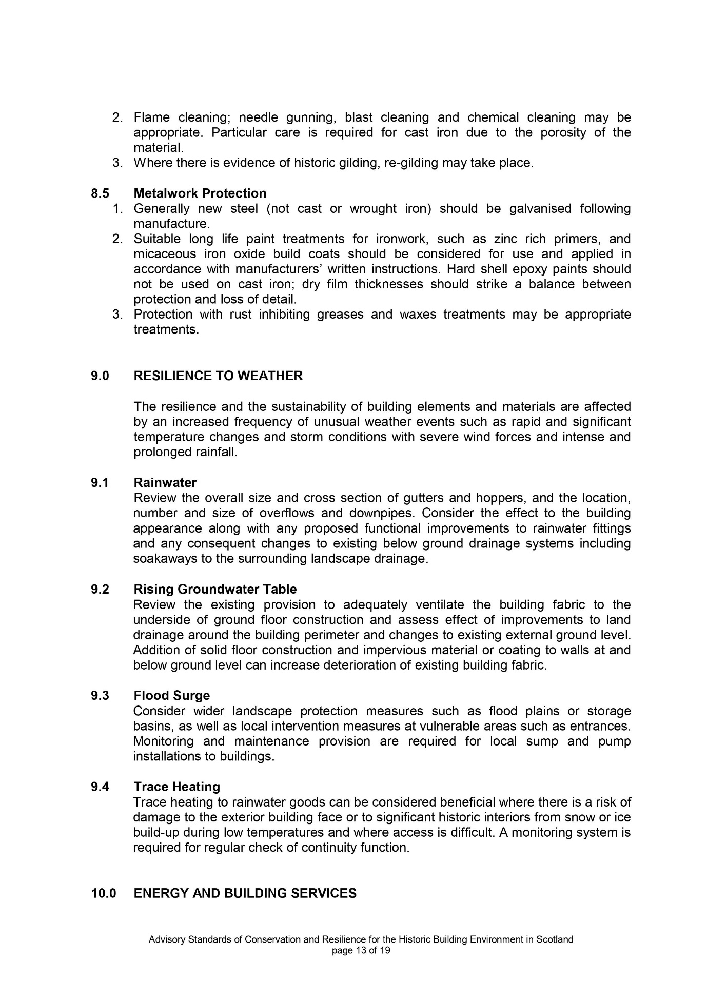 2. Flame cleaning; needle gunning, blast cleaning and chemical cleaning may be
appropriate. Particular care is required for cast iron due to the porosity of the
material.
3. Where there is evidence of historic gilding, re-gilding may take place.
8.5 Metalwork Protection
1. Generally new steel (not cast or wrought iron) should be galvanised following
manufacture.
2. Suitable long life paint treatments for ironwork, such as zinc rich primers, and
micaceous iron oxide build coats should be considered for use and applied in
accordance with manufacturers’ written instructions. Hard shell epoxy paints should
not be used on cast iron; dry film thicknesses should strike a balance between
protection and loss of detail.
3. Protection with rust inhibiting greases and waxes treatments may be appropriate
treatments.
9.0 RESILIENCE TO WEATHER
The resilience and the sustainability of building elements and materials are affected
by an increased frequency of unusual weather events such as rapid and significant
temperature changes and storm conditions with severe wind forces and intense and
prolonged rainfall.
9.1 Rainwater
Review the overall size and cross section of gutters and hoppers, and the location,
number and size of overflows and downpipes. Consider the effect to the building
appearance along with any proposed functional improvements to rainwater fittings
and any consequent changes to existing below ground drainage systems including
soakaways to the surrounding landscape drainage.
9.2 Rising Groundwater Table
Review the existing provision to adequately ventilate the building fabric to the
underside of ground floor construction and assess effect of improvements to land
drainage around the building perimeter and changes to existing external ground level.
Addition of solid floor construction and impervious material or coating to walls at and
below ground level can increase deterioration of existing building fabric.
9.3 Flood Surge
Consider wider landscape protection measures such as flood plains or storage
basins, as well as local intervention measures at vulnerable areas such as entrances.
Monitoring and maintenance provision are required for local sump and pump
installations to buildings.
9.4 Trace Heating
Trace heating to rainwater goods can be considered beneficial where there is a risk of
damage to the exterior building face or to significant historic interiors from snow or ice
build-up during low temperatures and where access is difficult. A monitoring system is
required for regular check of continuity function.
10.0 ENERGY AND BUILDING SERVICES
Advisory Standards of Conservation and Resilience for the Historic Building Environment in Scotland
page 13 of 19